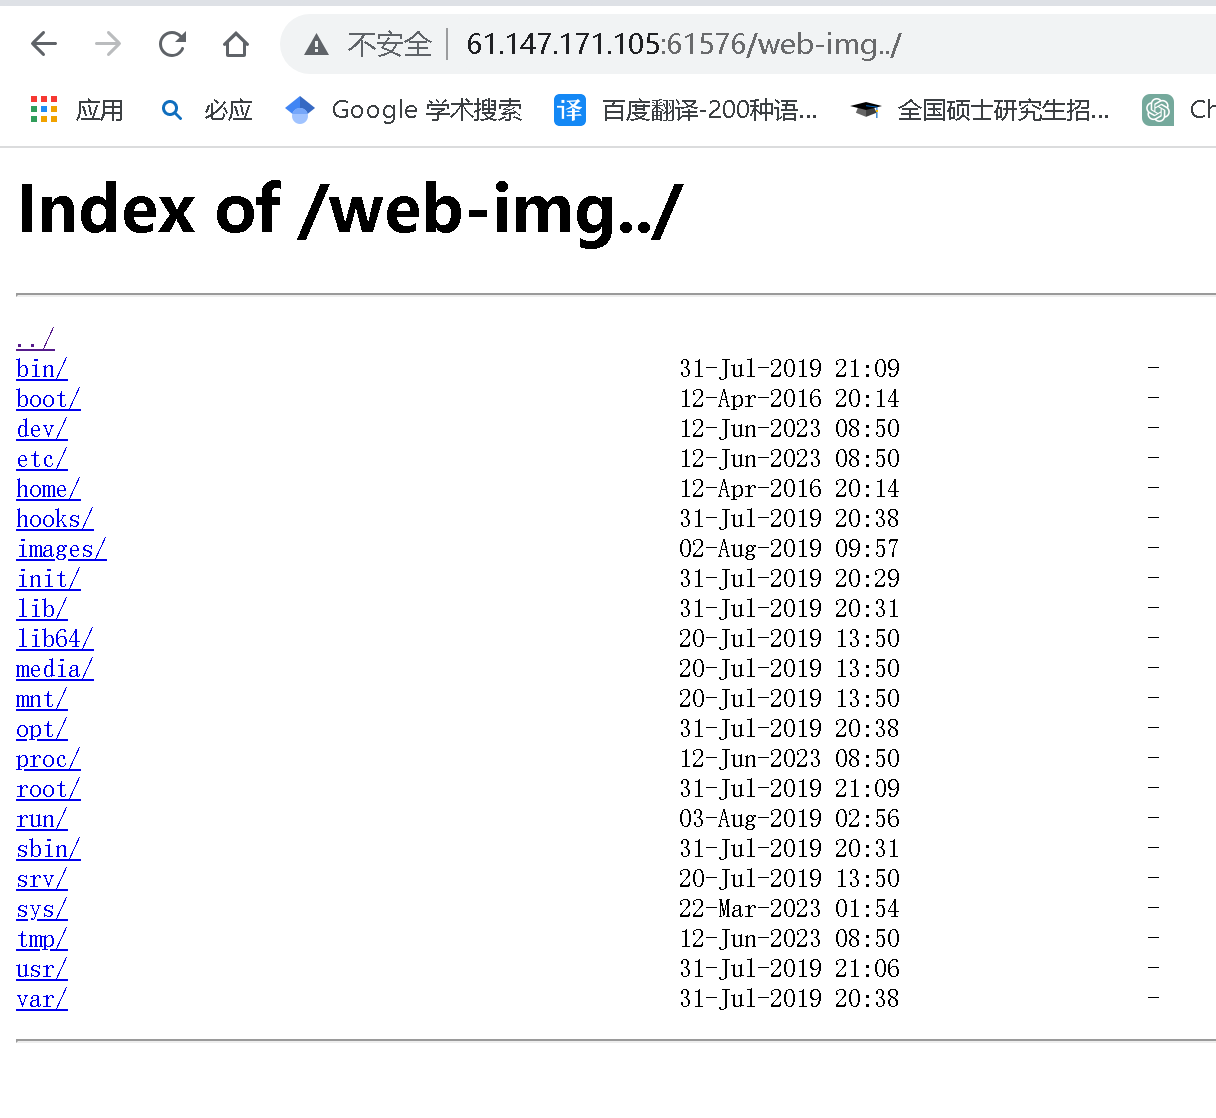 不安全 61.147.171.105:61576/web-img../
应用 必应 Google 学术搜索 百度翻译-200种语... 全国硕士研究生招... Ch
Index of /web-img../
../
bin/ 31-Jul-2019 21:09 -
boot/ 12-Apr-2016 20:14 -
dev/ 12-Jun-2023 08:50 -
etc/ 12-Jun-2023 08:50 -
home/ 12-Apr-2016 20:14 -
hooks/ 31-Jul-2019 20:38 -
images/ 02-Aug-2019 09:57 -
init/ 31-Jul-2019 20:29 -
lib/ 31-Jul-2019 20:31 -
lib64/ 20-Jul-2019 13:50 -
media/ 20-Jul-2019 13:50 -
mnt/ 20-Jul-2019 13:50 -
opt/ 31-Jul-2019 20:38 -
proc/ 12-Jun-2023 08:50 -
root/ 31-Jul-2019 21:09 -
run/ 03-Aug-2019 02:56 -
sbin/ 31-Jul-2019 20:31 -
srv/ 20-Jul-2019 13:50 -
sys/ 22-Mar-2023 01:54 -
tmp/ 12-Jun-2023 08:50 -
usr/ 31-Jul-2019 21:06 -
var/ 31-Jul-2019 20:38 -